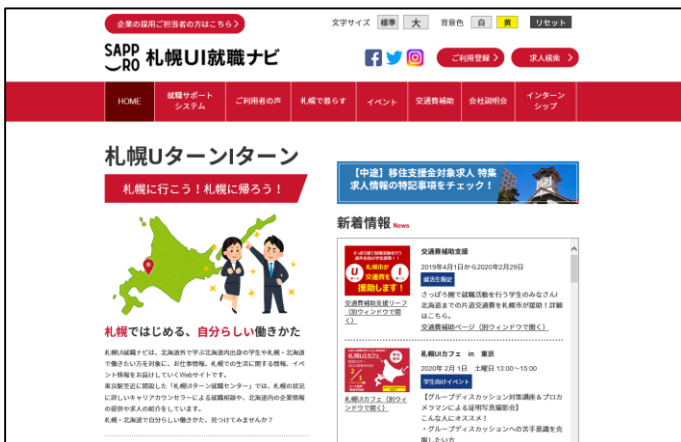 企業の採用ご担当者の方はこちら
文字サイズ 標準 大 背景色 白 黄 リセット
SAPP
RO 札幌UI就職ナビ
ご利用登録 求人検索
HOME
就職サポート
システム
ご利用者の声
札幌で暮らす
イベント
交通費補助
会社説明会
インターン
シップ
札幌UターンIターン
札幌に行こう！札幌に帰ろう！
札幌ではじめる、自分らしい働きかた
札幌UI就職ナビは、北海道外で学ぶ北海道内出身の学生や札幌・北海道
で働きたい方を対象に、お仕事情報、札幌での生活に関する情報、イベ
ント情報をお届けしていくWebサイトです。
東京駅至近に開設した「札幌UIターン就職センター」では、札幌の状況
に詳しいキャリアカウンセラーによる就職相談や、北海道内の企業情報
の提供や求人の紹介をしています。
札幌・北海道で自分らしい働きかた、見つけてみませんか？
【中途】移住支援金対象求人 特集
求人情報の特記事項をチェック！
新着情報 News
U ターン
I ターン
札幌市が
交通費を
援助します！
交通費補助支援リーフ
（別ウィンドウで開
く）
交通費補助支援
2019年4月1日から2020年2月29日
就活生限定
さっぽろ圏で就職活動を行う学生のみなさん!
北海道までの片道交通費を札幌市が援助！詳細
はこちら。
交通費補助ページ（別ウィンドウで開く）
札幌UIカフェ
2/1
札幌UIカフェ（別ウィ
ンドウで開く）
札幌UIカフェ in 東京
2020年 2月 1日 土曜日 13:00~15:00
学生向けイベント
【グループディスカッション対策講座＆プロカ
メラマンによる証明写真撮影会】
こんな人にオススメ！
・グループディスカッションへの苦手意識を克
服したい方